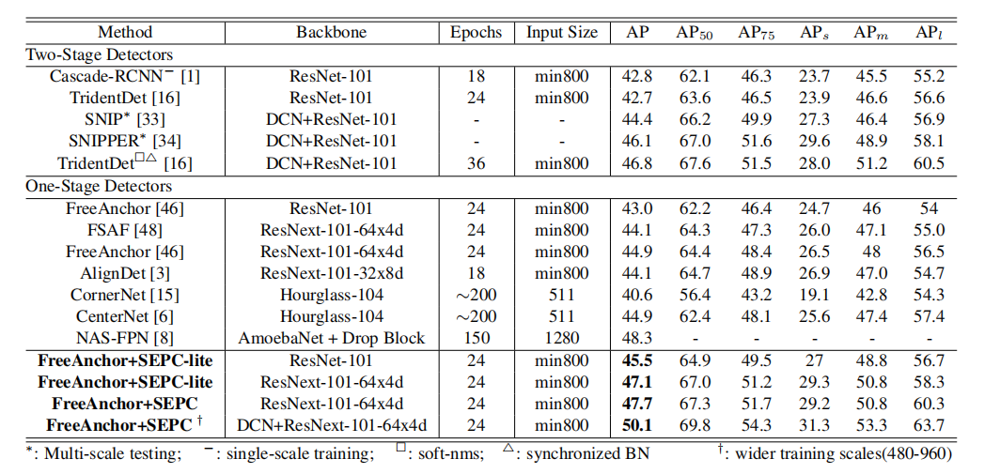 Method Backbone Epochs Input Size AP AP50 AP75 APs APm APl
Two-Stage Detectors
Cascade-RCNN− [1] ResNet-101 18 min800 42.8 62.1 46.3 23.7 45.5 55.2
TridentDet [16] ResNet-101 24 min800 42.7 63.6 46.5 23.9 46.6 56.6
SNIP* [33] DCN+ResNet-101 - - 44.4 66.2 49.9 27.3 46.4 56.9
SNIPPER* [34] DCN+ResNet-101 - - 46.1 67.0 51.6 29.6 48.9 58.1
TridentDet□△ [16] DCN+ResNet-101 36 min800 46.8 67.6 51.5 28.0 51.2 60.5
One-Stage Detectors
FreeAnchor [46] ResNet-101 24 min800 43.0 62.2 46.4 24.7 46 54
FSAF [48] ResNext-101-64x4d 24 min800 44.1 64.3 47.3 26.0 47.1 55.0
FreeAnchor [46] ResNext-101-64x4d 24 min800 44.9 64.4 48.4 26.5 48 56.5
AlignDet [3] ResNext-101-32x8d 18 min800 44.1 64.7 48.9 26.9 47.0 54.7
CornerNet [15] Hourglass-104 ∼200 511 40.6 56.4 43.2 19.1 42.8 54.3
CenterNet [6] Hourglass-104 ∼200 511 44.9 62.4 48.1 25.6 47.4 57.4
NAS-FPN [8] AmoebaNet + Drop Block 150 1280 48.3 - - - - -
FreeAnchor+SEPC-lite ResNet-101 24 min800 45.5 64.9 49.5 27 48.8 56.7
FreeAnchor+SEPC-lite ResNext-101-64x4d 24 min800 47.1 67.0 51.2 29.3 50.8 58.3
FreeAnchor+SEPC ResNext-101-64x4d 24 min800 47.7 67.3 51.7 29.2 50.8 60.3
FreeAnchor+SEPC † DCN+ResNext-101-64x4d 24 min800 50.1 69.8 54.3 31.3 53.3 63.7
*: Multi-scale testing; −: single-scale training; □: soft-nms; △: synchronized BN †: wider training scales(480-960)